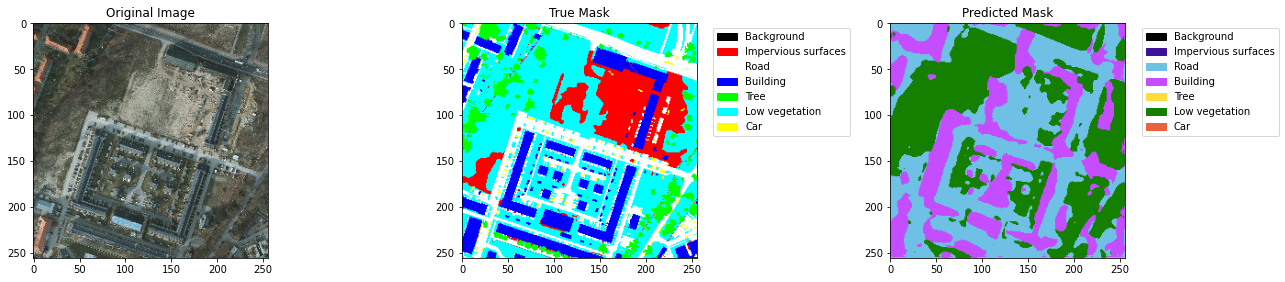 Original Image
0
50
100
150
200
250
0 50 100 150 200 250
True Mask
0
50
100
150
200
250
0 50 100 150 200 250
Background
Impervious surfaces
Road
Building
Tree
Low vegetation
Car
Predicted Mask
0
50
100
150
200
250
0 50 100 150 200 250
Background
Impervious surfaces
Road
Building
Tree
Low vegetation
Car